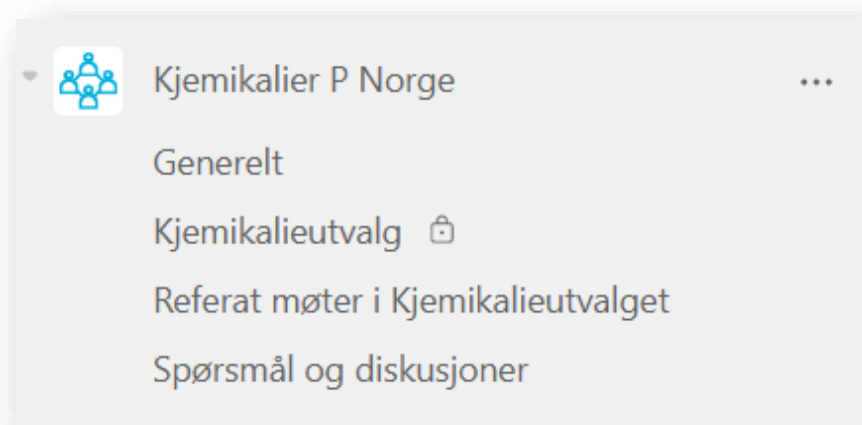 Kjemikalier P Norge
Generelt
Kjemikalieutvalg
Referat møter i Kjemikalieutvalget
Spørsmål og diskusjoner